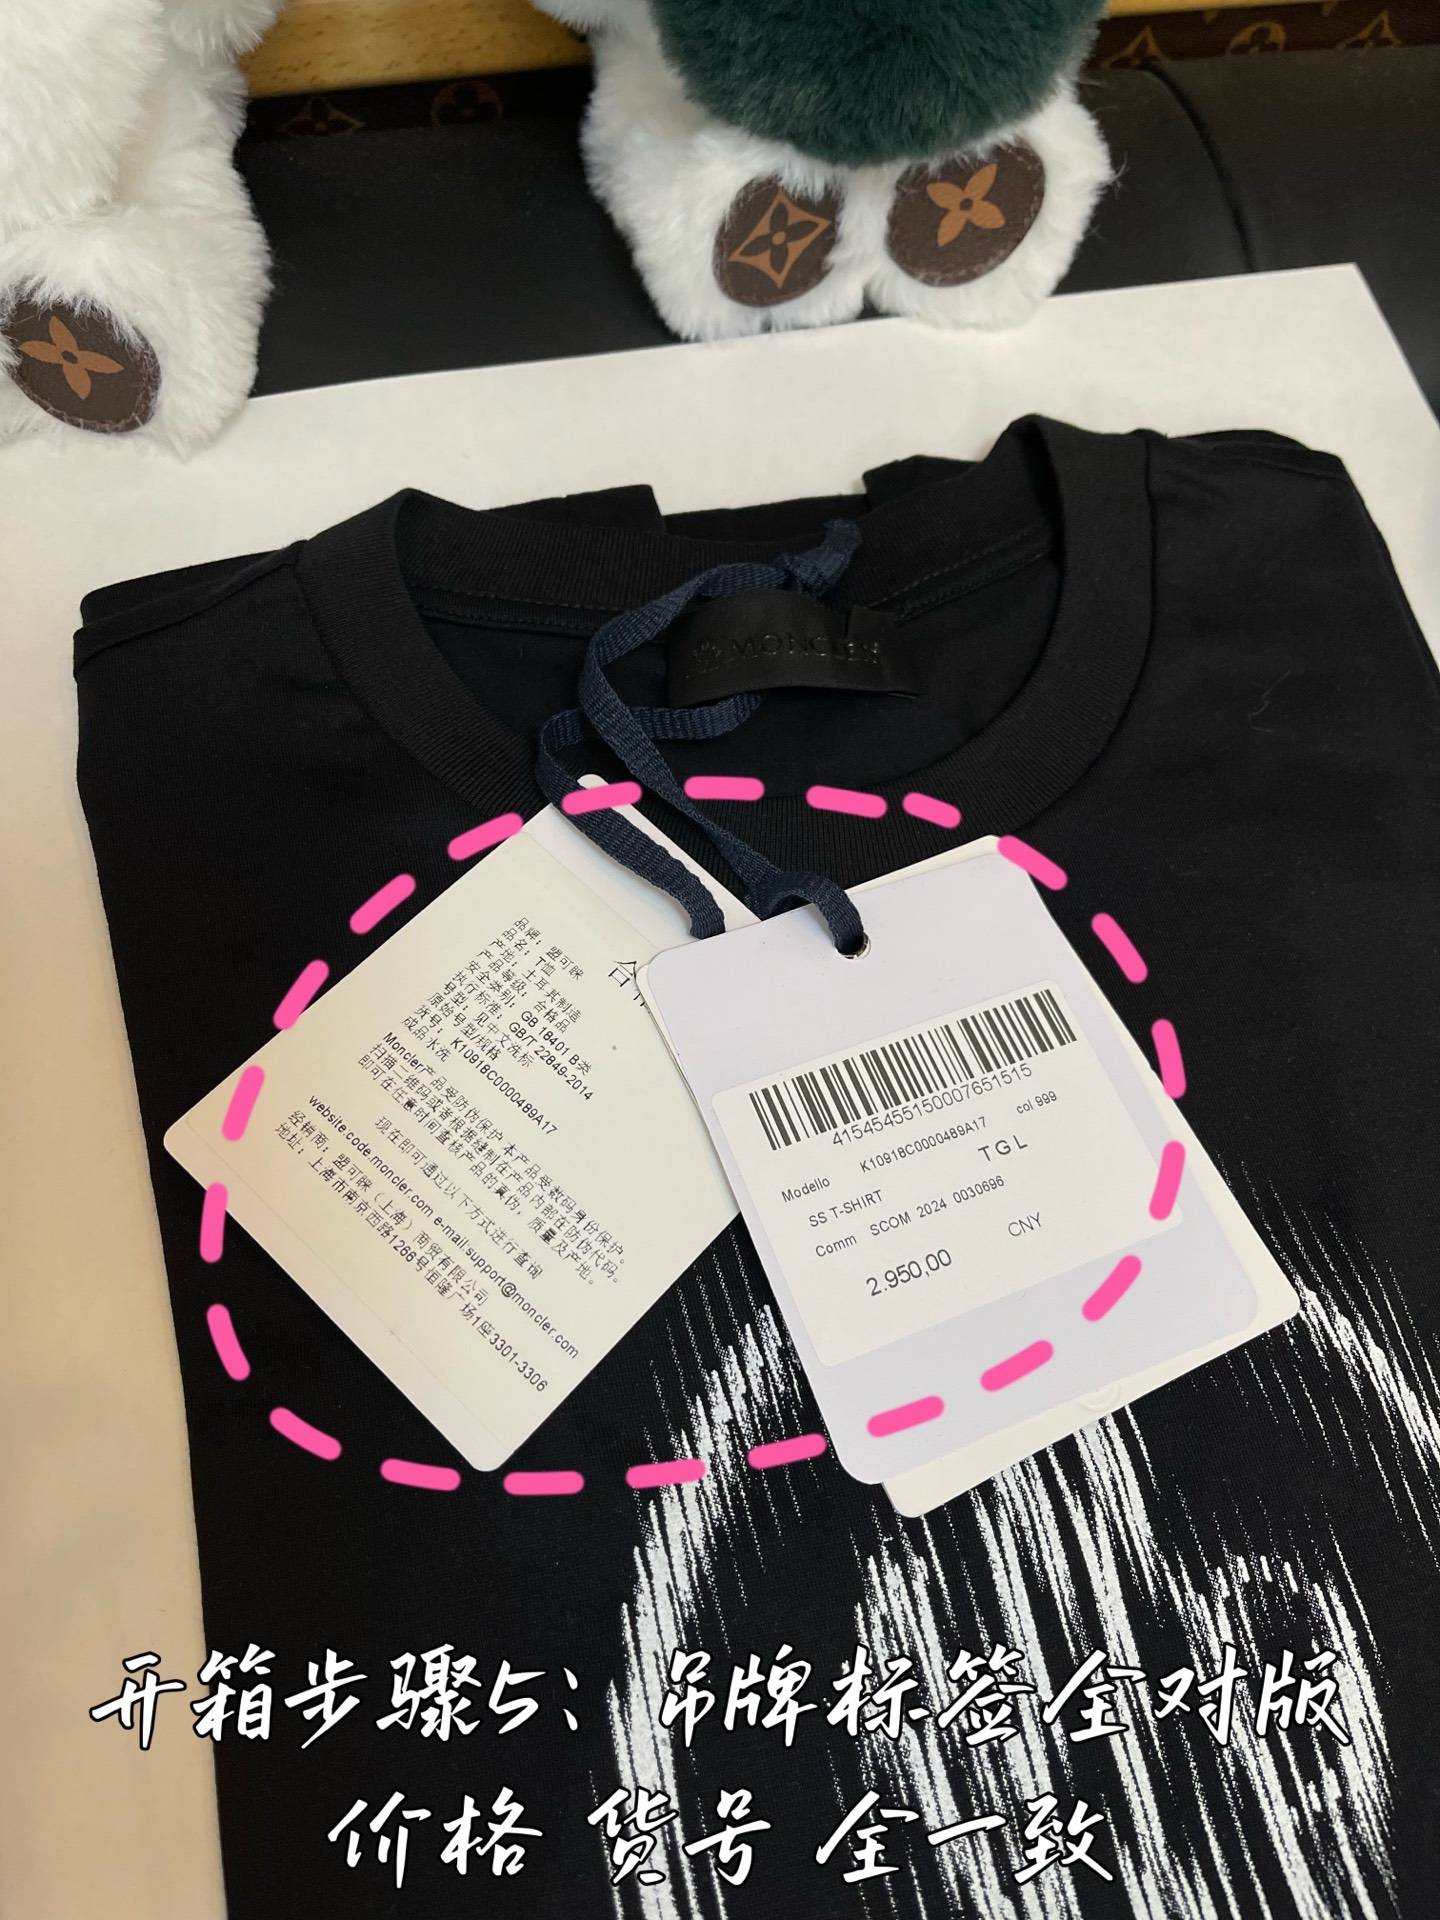 MONCLER
合
品牌：盟可睐
品名：T恤
产地：土耳其制造
产品等级：合格品
安全类别：GB 18401 B类
执行标准：GB/T 22849-2014
号型：见中文洗标
原始号型/规格
货号：K10918C0000489A17
成品水洗
Moncler产品受防伪保护 本产品受数码身份保护。
扫描二维码或者根据缝制在产品内部在防伪代码。
即可在任意时间查核产品的真伪，质量及产地。
现在即可通过以下方式进行查询
website.code.moncler.com e-mail.support@moncler.com
经销商：盟可睐（上海）商贸有限公司
地址：上海市南京西路1266号恒隆广场1座3301-3306
41545455150007651515
Modello K10918C0000489A17 col 999
SS T-SHIRT TGL
Comm SCOM 2024 0030696
2.950,00 CNY
开箱步骤5：吊牌标签全对版
价格 货号 全一致